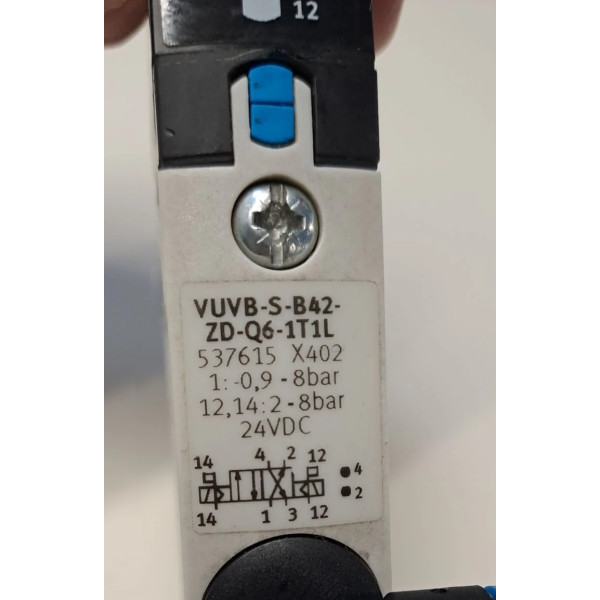 12
VUVB-S-B42-
ZD-Q6-1T1L
537615 X402
1:-0,9-8bar
12,14:2-8bar
24VDC
14 4 2 12
4
2
14 1 3 12